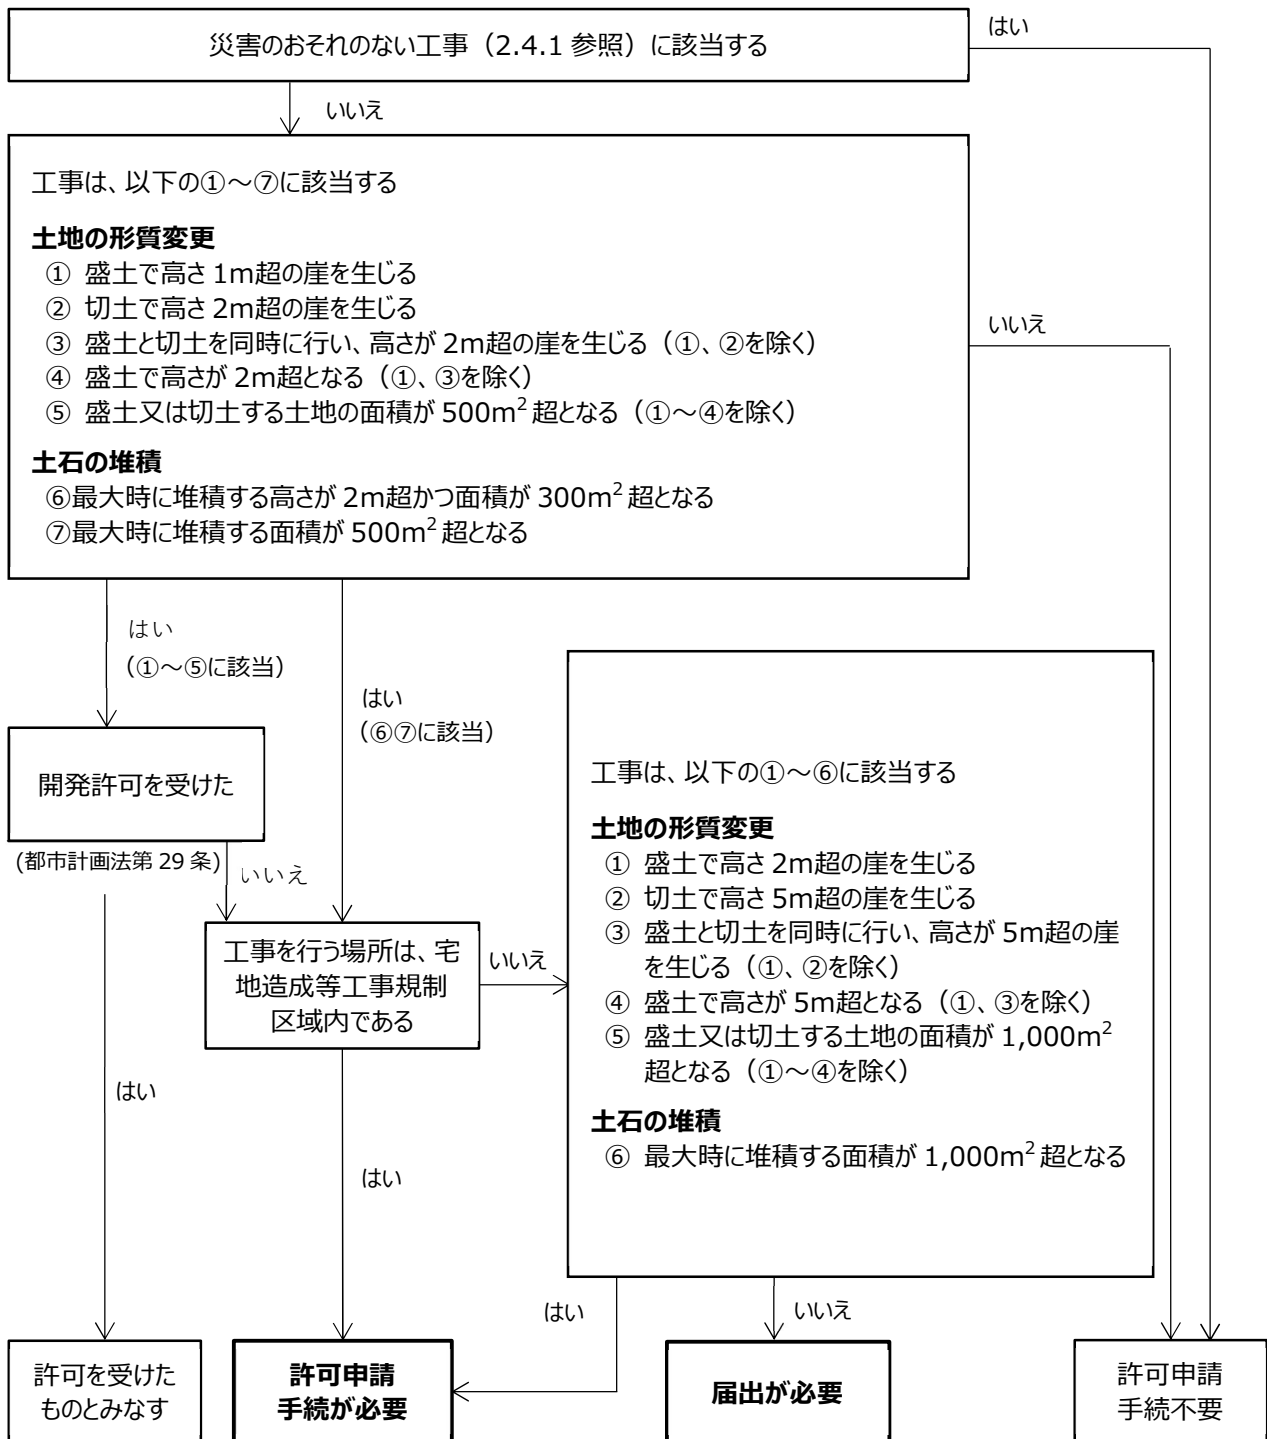 災害のおそれのない工事（2.4.1 参照）に該当する
はい
いいえ
工事は、以下の①～⑦に該当する
土地の形質変更
① 盛土で高さ 1m超の崖を生じる
② 切土で高さ 2m超の崖を生じる
③ 盛土と切土を同時に行い、高さが 2m超の崖を生じる（①、②を除く）
④ 盛土で高さが 2m超となる（①、③を除く）
⑤ 盛土又は切土する土地の面積が 500m²超となる（①～④を除く）
土石の堆積
⑥最大時に堆積する高さが 2m超かつ面積が 300m²超となる
⑦最大時に堆積する面積が 500m²超となる
いいえ
はい
（①～⑤に該当）
はい
（⑥⑦に該当）
開発許可を受けた
(都市計画法第 29 条)
いいえ
工事を行う場所は、宅
地造成等工事規制
区域内である
いいえ
工事は、以下の①～⑥に該当する
土地の形質変更
① 盛土で高さ 2m超の崖を生じる
② 切土で高さ 5m超の崖を生じる
③ 盛土と切土を同時に行い、高さが 5m超の崖
を生じる（①、②を除く）
④ 盛土で高さが 5m超となる（①、③を除く）
⑤ 盛土又は切土する土地の面積が 1,000m²
超となる（①～④を除く）
土石の堆積
⑥ 最大時に堆積する面積が 1,000m²超となる
はい
はい
はい
いいえ
許可を受けた
ものとみなす
許可申請
手続が必要
届出が必要
許可申請
手続不要